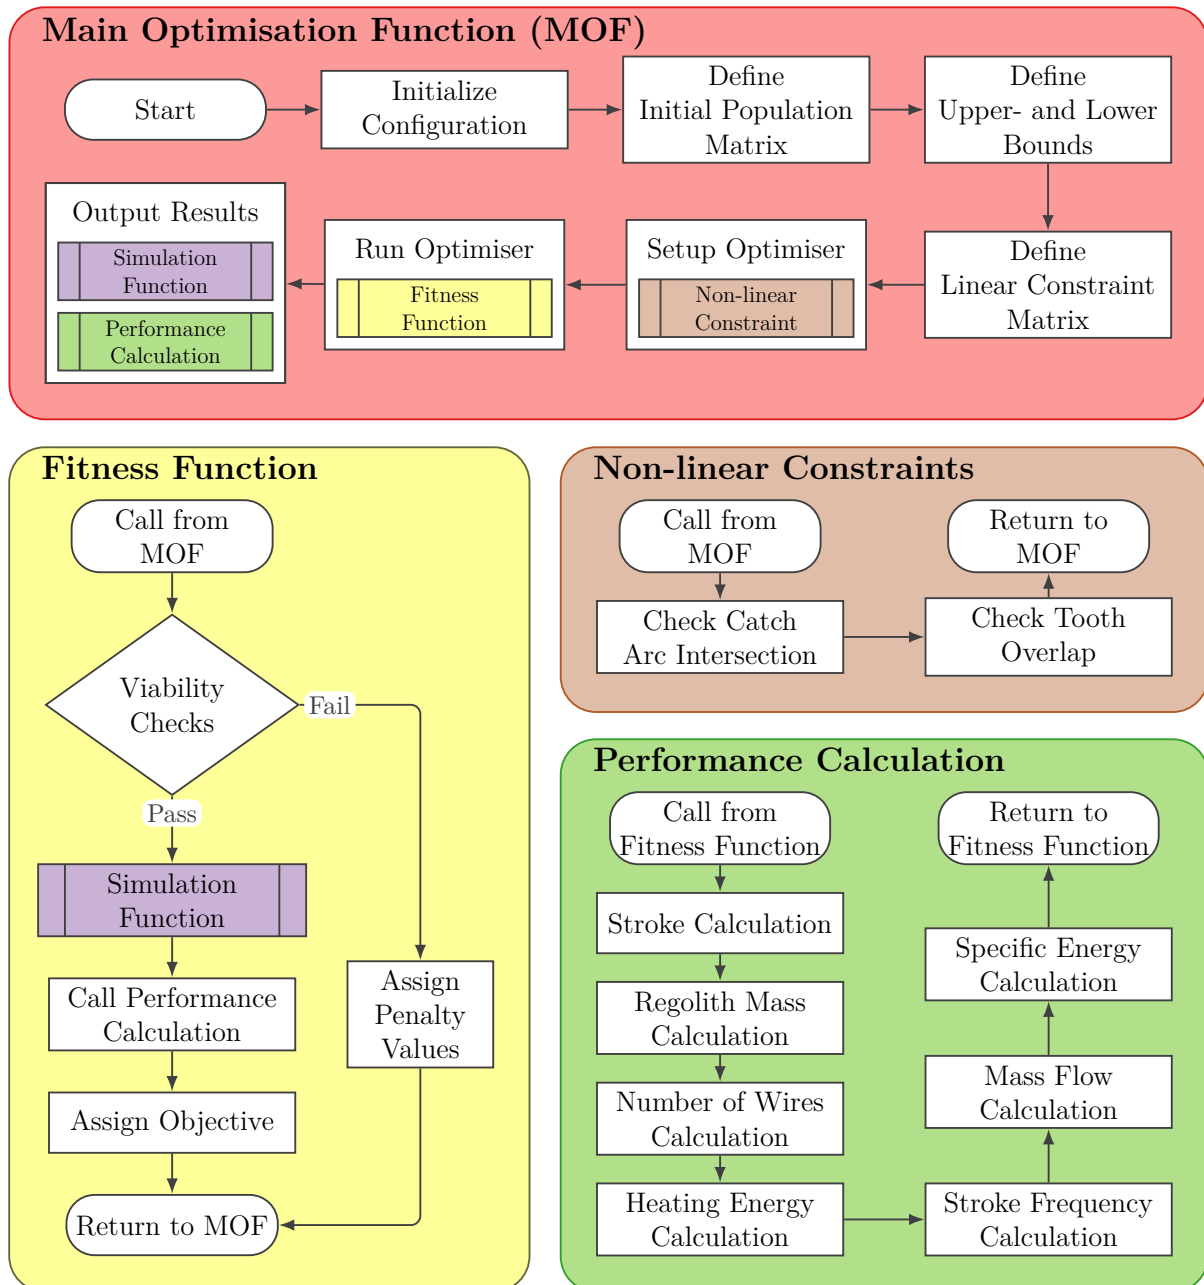 Main Optimisation Function (MOF)
Start
Initialize
Configuration
Define
Initial Population
Matrix
Define
Upper- and Lower
Bounds
Define
Linear Constraint
Matrix
Setup Optimiser
Non-linear
Constraint
Run Optimiser
Fitness
Function
Output Results
Simulation
Function
Performance
Calculation
Fitness Function
Call from
MOF
Viability
Checks
Fail
Pass
Simulation
Function
Call Performance
Calculation
Assign Objective
Assign
Penalty
Values
Return to MOF
Non-linear Constraints
Call from
MOF
Check Catch
Arc Intersection
Check Tooth
Overlap
Return to
MOF
Performance Calculation
Call from
Fitness Function
Stroke Calculation
Regolith Mass
Calculation
Number of Wires
Calculation
Heating Energy
Calculation
Stroke Frequency
Calculation
Mass Flow
Calculation
Specific Energy
Calculation
Return to
Fitness Function